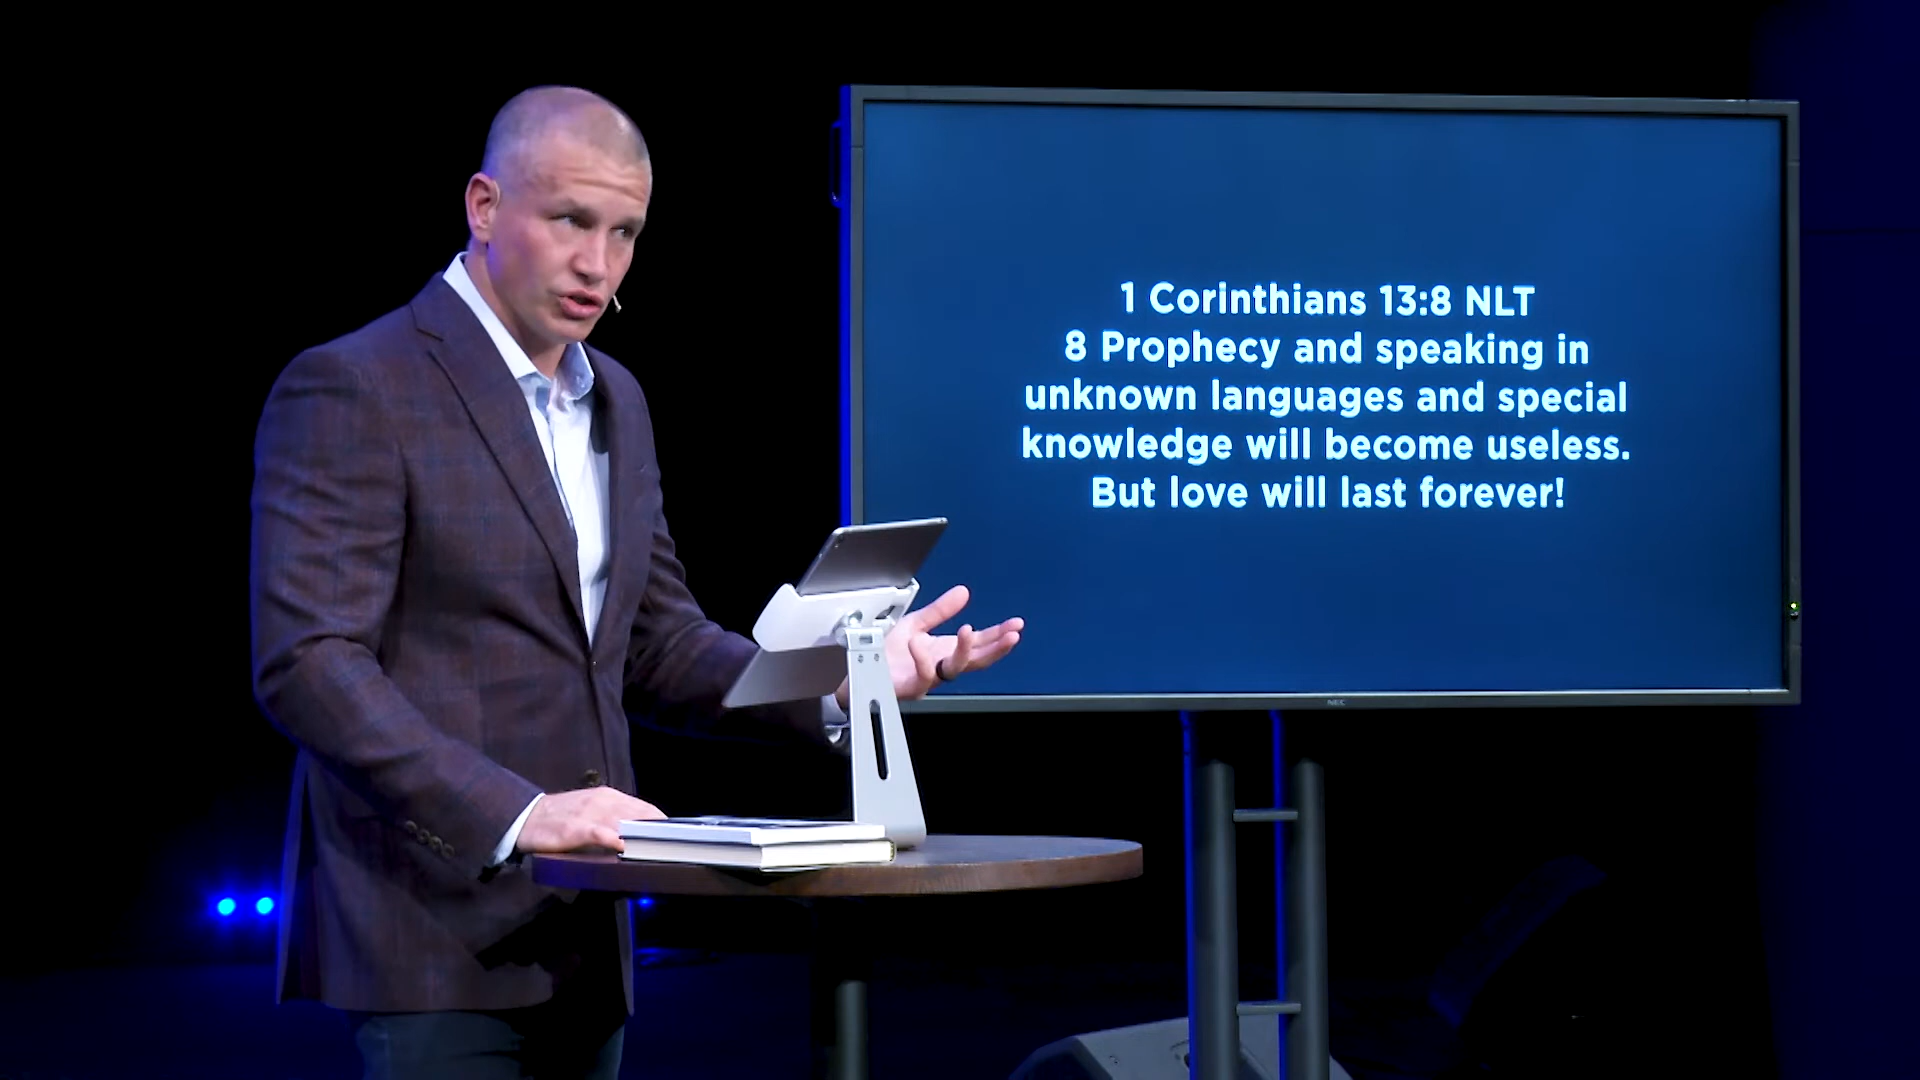 1 Corinthians 13:8 NLT
8 Prophecy and speaking in
unknown languages and special
knowledge will become useless.
But love will last forever!
NEC